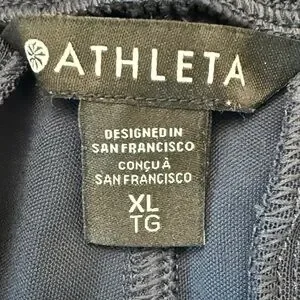 ATHLETA
DESIGNED IN
SAN FRANCISCO
CONÇU À
SAN FRANCISCO
XL
TG